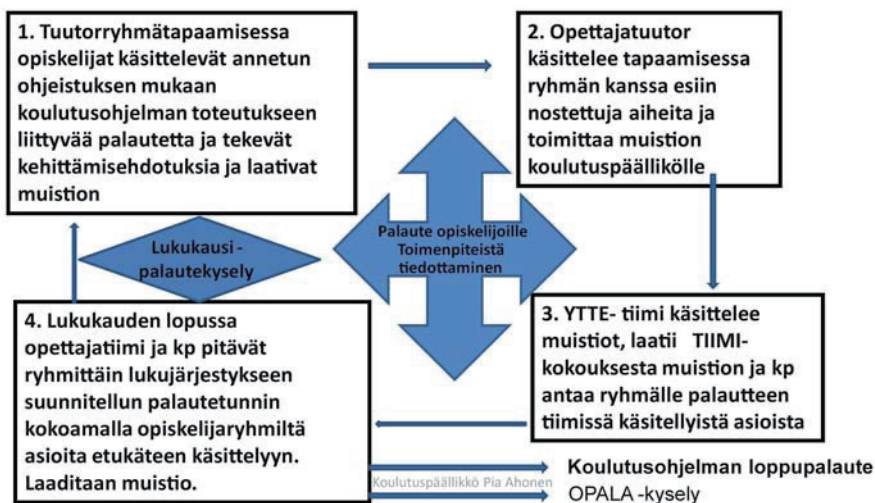 1. Tuutorryhmätapaamisessa
opiskelijat käsittelevät annetun
ohjeistuksen mukaan
koulutusohjelman toteutukseen
liittyvää palautetta ja tekevät
kehittämisehdotuksia ja laativat
muistion
2. Opettajatuutor
käsittelee tapaamisessa
ryhmän kanssa esiin
nostettuja aiheita ja
toimittaa muistion
koulutuspäällikölle
Palaute opiskelijoille
Toimenpiteistä
tiedottaminen
Lukukausi -
palautekysely
3. YTTE- tiimi käsittelee
muistiot, laatii TIIMI-
kokouksesta muistion ja kp
antaa ryhmälle palautteen
tiimissä käsitellyistä asioista
4. Lukukauden lopussa
opettajatiimi ja kp pitävät
ryhmittäin lukujärjestykseen
suunnitellun palautetunnin
kokoamalla opiskelijaryhmiltä
asioita etukäteen käsittelyyn.
Laaditaan muistio.
Koulutusohjelman loppupalaute
Koulutuspäällikkö Pia Ahonen
OPALA -kysely